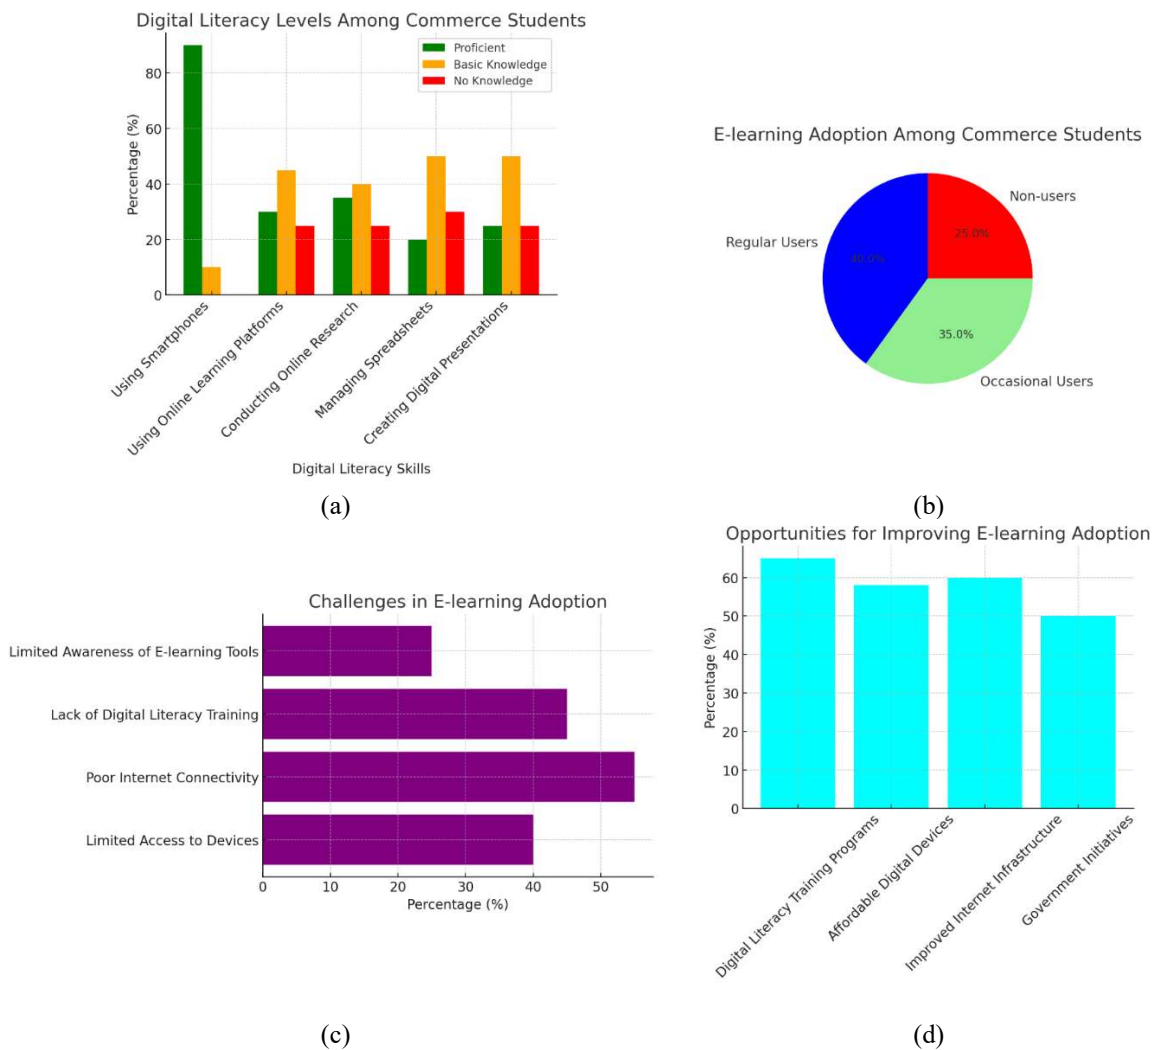 Digital Literacy Levels Among Commerce Students
Proficient
Basic Knowledge
No Knowledge
Percentage (%)
80
60
40
20
0
Using Smartphones
Using Online Learning Platforms
Conducting Online Research
Managing Spreadsheets
Creating Digital Presentations
Digital Literacy Skills
(a)
E-learning Adoption Among Commerce Students
Non-users
25.0%
Regular Users
40.0%
35.0%
Occasional Users
(b)
Challenges in E-learning Adoption
Limited Awareness of E-learning Tools
Lack of Digital Literacy Training
Poor Internet Connectivity
Limited Access to Devices
0 10 20 30 40 50
Percentage (%)
(c)
Opportunities for Improving E-learning Adoption
Percentage (%)
60
50
40
30
20
10
0
Digital Literacy Training Programs
Affordable Digital Devices
Improved Internet Infrastructure
Government Initiatives
(d)